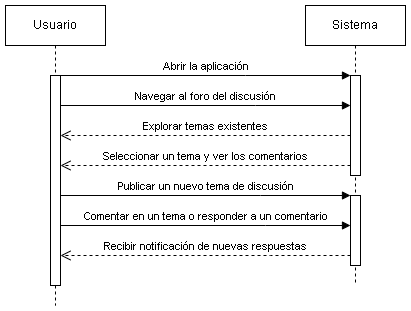 Usuario
Sistema
Abrir la aplicación
Navegar al foro del discusión
Explorar temas existentes
Seleccionar un tema y ver los comentarios
Publicar un nuevo tema de discusión
Comentar en un tema o responder a un comentario
Recibir notificación de nuevas respuestas